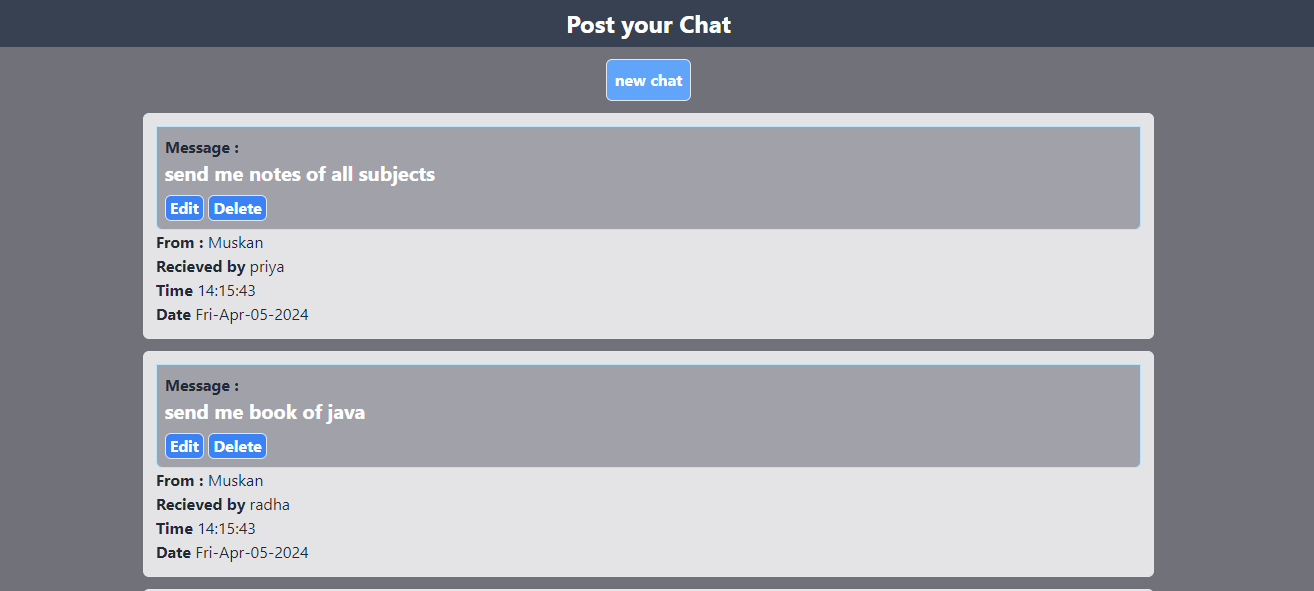 Post your Chat
new chat
Message :
send me notes of all subjects
Edit Delete
From : Muskan
Recieved by priya
Time 14:15:43
Date Fri-Apr-05-2024
Message :
send me book of java
Edit Delete
From : Muskan
Recieved by radha
Time 14:15:43
Date Fri-Apr-05-2024